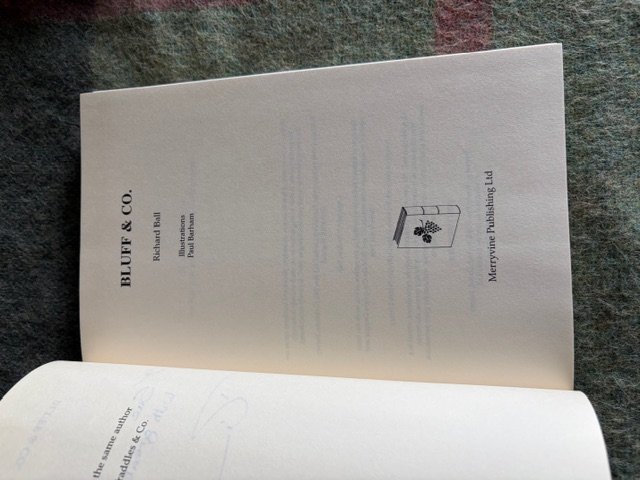 BLUFF & CO.
Richard Ball
Illustrations
Paul Barham
Merryvine Publishing Ltd
the same author
addles & Co.